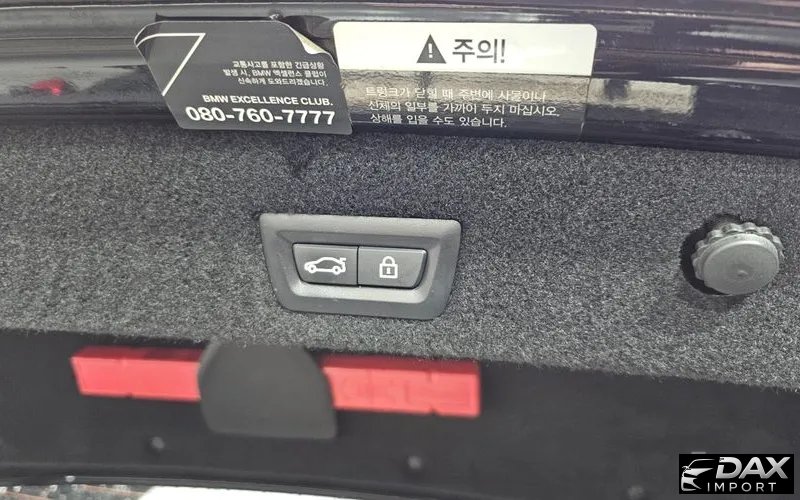 교통사고를 포함한 긴급상황
발생 시, BMW 엑셀런스 클럽이
신속하게 도와드리겠습니다.
BMW EXCELLENCE CLUB.
080-760-7777
주의!
트렁크가 닫힐 때 주변에 사물이나
신체의 일부를 가까이 두지 마십시오.
상해를 입을 수도 있습니다.
DAX
IMPORT